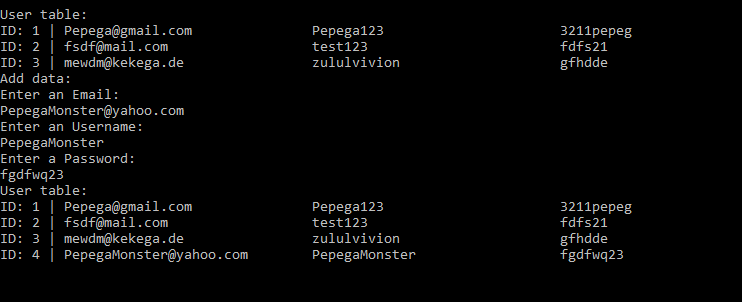 User table:
ID: 1 | Pepega@gmail.com Pepega123 3211pepeg
ID: 2 | fsdf@mail.com test123 fdfs21
ID: 3 | mewdm@kekega.de zululvivion gfhdde
Add data:
Enter an Email:
PepegaMonster@yahoo.com
Enter an Username:
PepegaMonster
Enter a Password:
fgdfwq23
User table:
ID: 1 | Pepega@gmail.com Pepega123 3211pepeg
ID: 2 | fsdf@mail.com test123 fdfs21
ID: 3 | mewdm@kekega.de zululvivion gfhdde
ID: 4 | PepegaMonster@yahoo.com PepegaMonster fgdfwq23